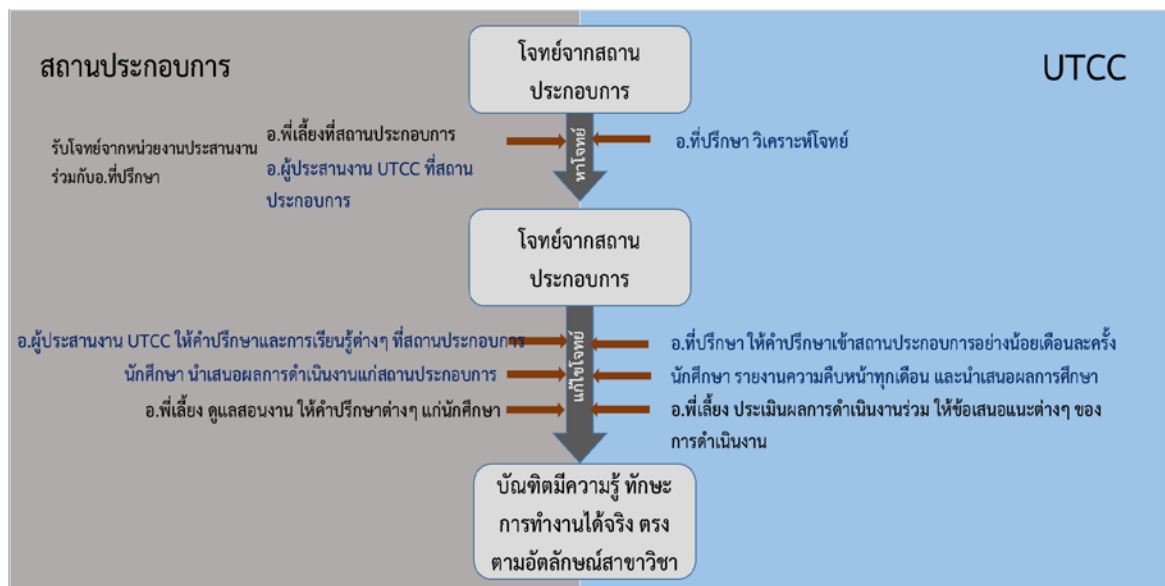 โจทย์จากสถาน
ประกอบการ
สถานประกอบการ
UTCC
รับโจทย์จากหน่วยงานประสานงาน
ร่วมกับอ.ที่ปรึกษา
อ.พี่เลี้ยงที่สถานประกอบการ
อ.ผู้ประสานงาน UTCC ที่สถาน
ประกอบการ
หาโจทย์
อ.ที่ปรึกษา วิเคราะห์โจทย์
โจทย์จากสถาน
ประกอบการ
อ.ผู้ประสานงาน UTCC ให้คำปรึกษาและการเรียนรู้ต่างๆ ที่สถานประกอบการ
นักศึกษา นำเสนอผลการดำเนินงานแก่สถานประกอบการ
อ.พี่เลี้ยง ดูแลสอนงาน ให้คำปรึกษาต่างๆ แก่นักศึกษา
แก้ไขโจทย์
อ.ที่ปรึกษา ให้คำปรึกษาเข้าสถานประกอบการอย่างน้อยเดือนละครั้ง
นักศึกษา รายงานความคืบหน้าทุกเดือน และนำเสนอผลการศึกษา
อ.พี่เลี้ยง ประเมินผลการดำเนินงานร่วม ให้ข้อเสนอแนะต่างๆ ของ
การดำเนินงาน
บัณฑิตมีความรู้ ทักษะ
การทำงานได้จริง ตรง
ตามอัตลักษณ์สาขาวิชา